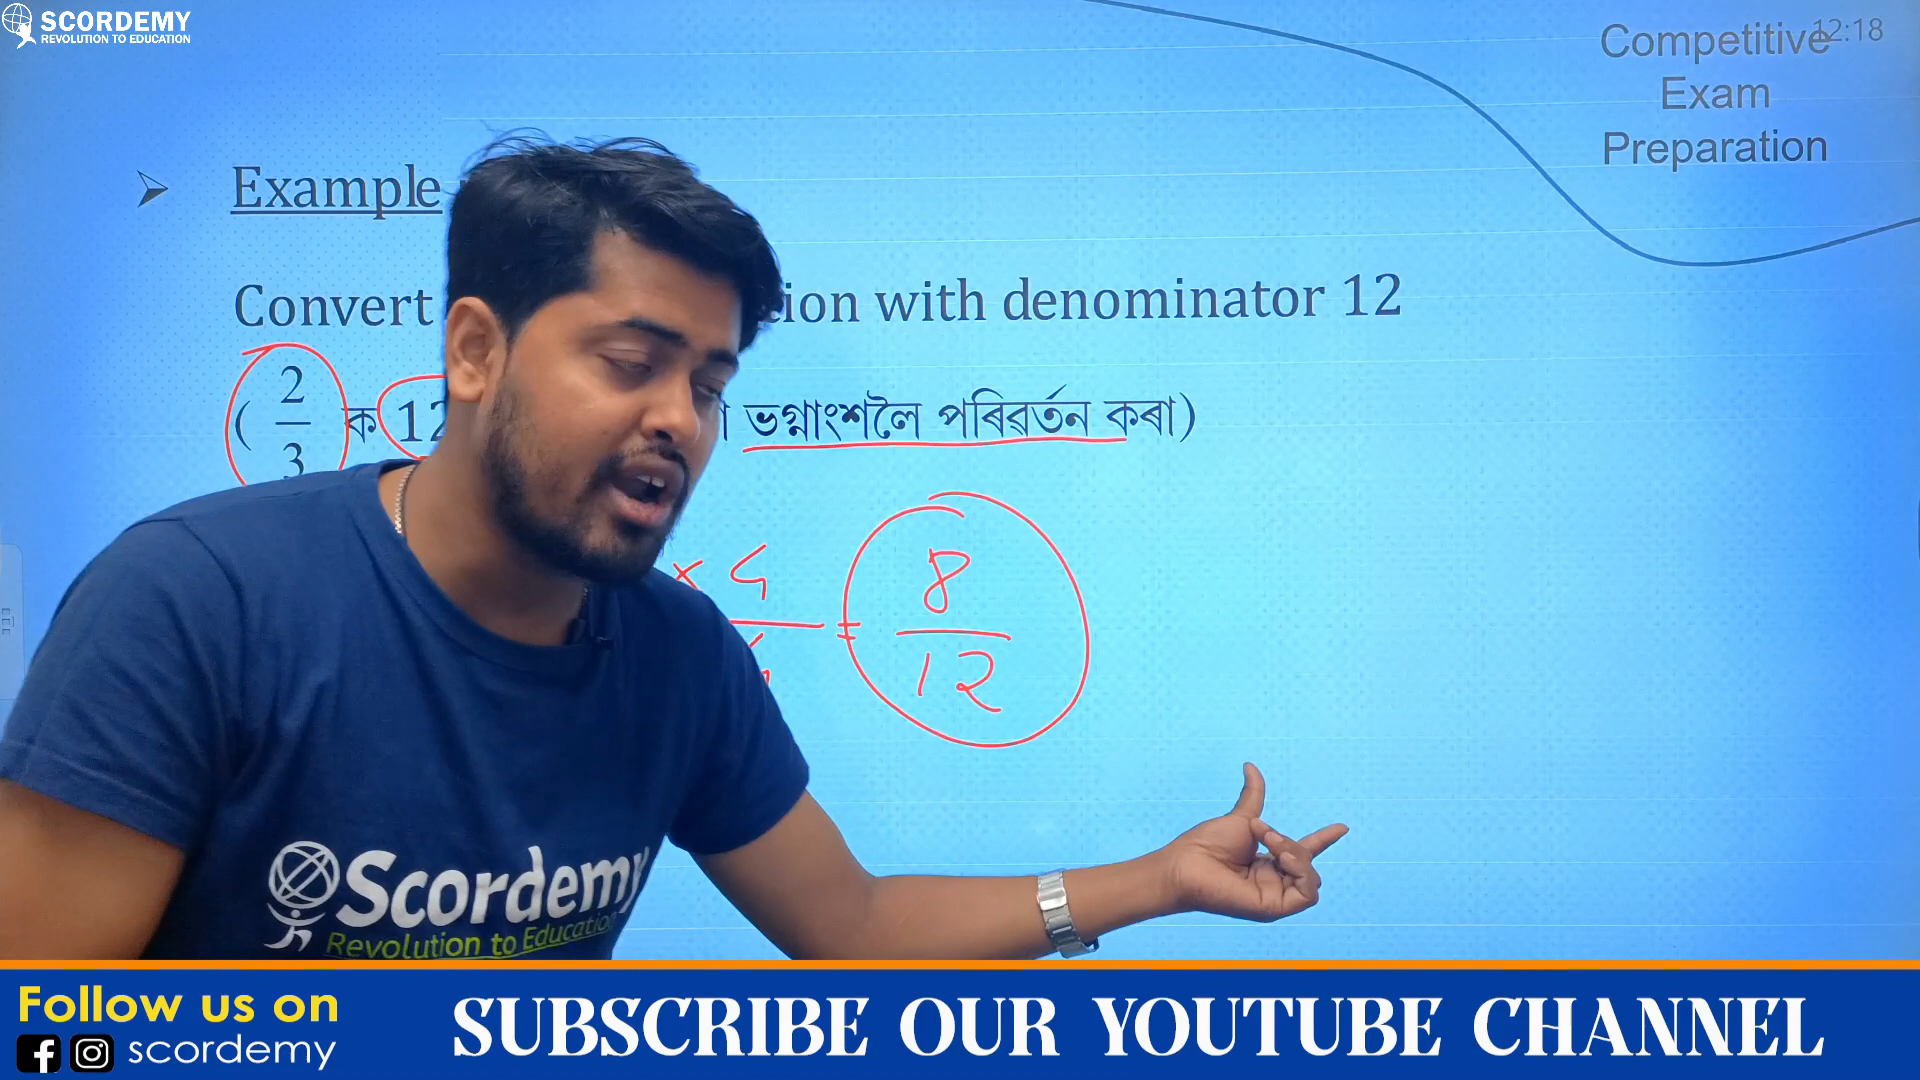 SCORDEMY
REVOLUTION TO EDUCATION
12:18
Competitive
Exam
Preparation
Example
Convert
with denominator 12
( 2/3 ক 12 ভগ্নাংশলৈ পৰিৱৰ্তন কৰা)
× 4
= 8/12
Scordemy
Revolution to Education
Follow us on
scordemy
SUBSCRIBE OUR YOUTUBE CHANNEL